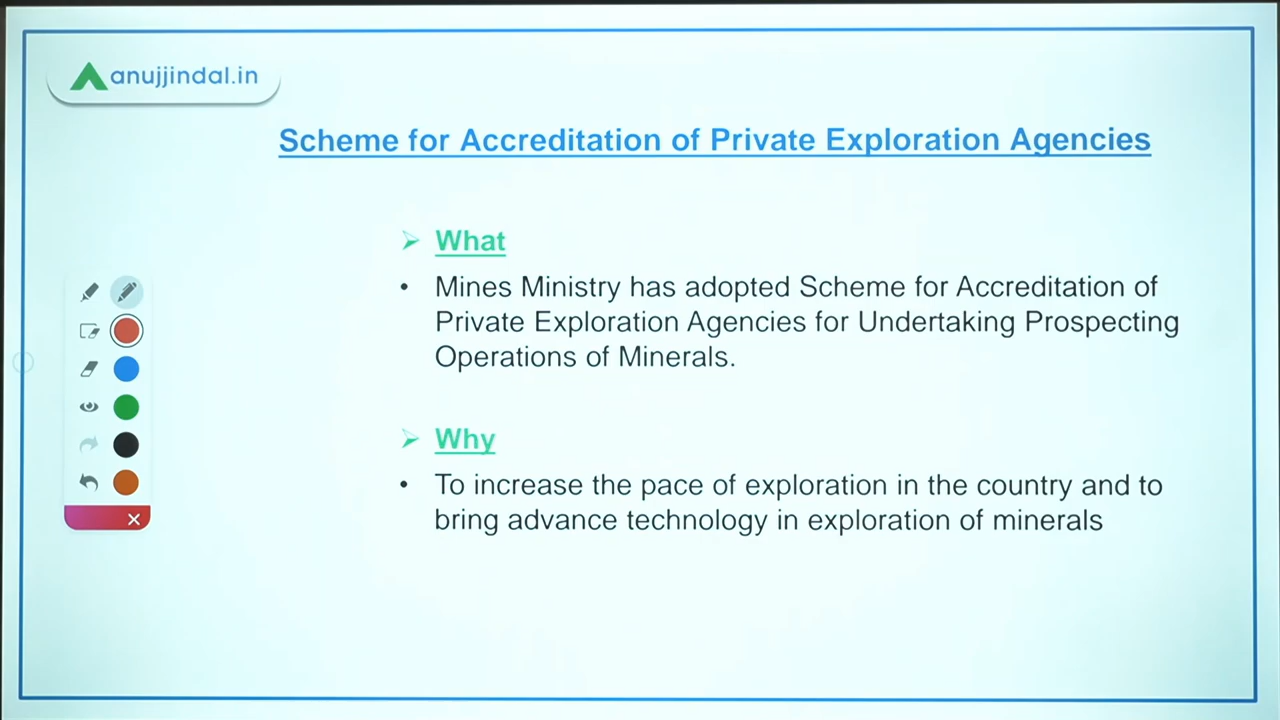 anujjindal.in
Scheme for Accreditation of Private Exploration Agencies
➢ What
• Mines Ministry has adopted Scheme for Accreditation of
Private Exploration Agencies for Undertaking Prospecting
Operations of Minerals.
➢ Why
• To increase the pace of exploration in the country and to
bring advance technology in exploration of minerals